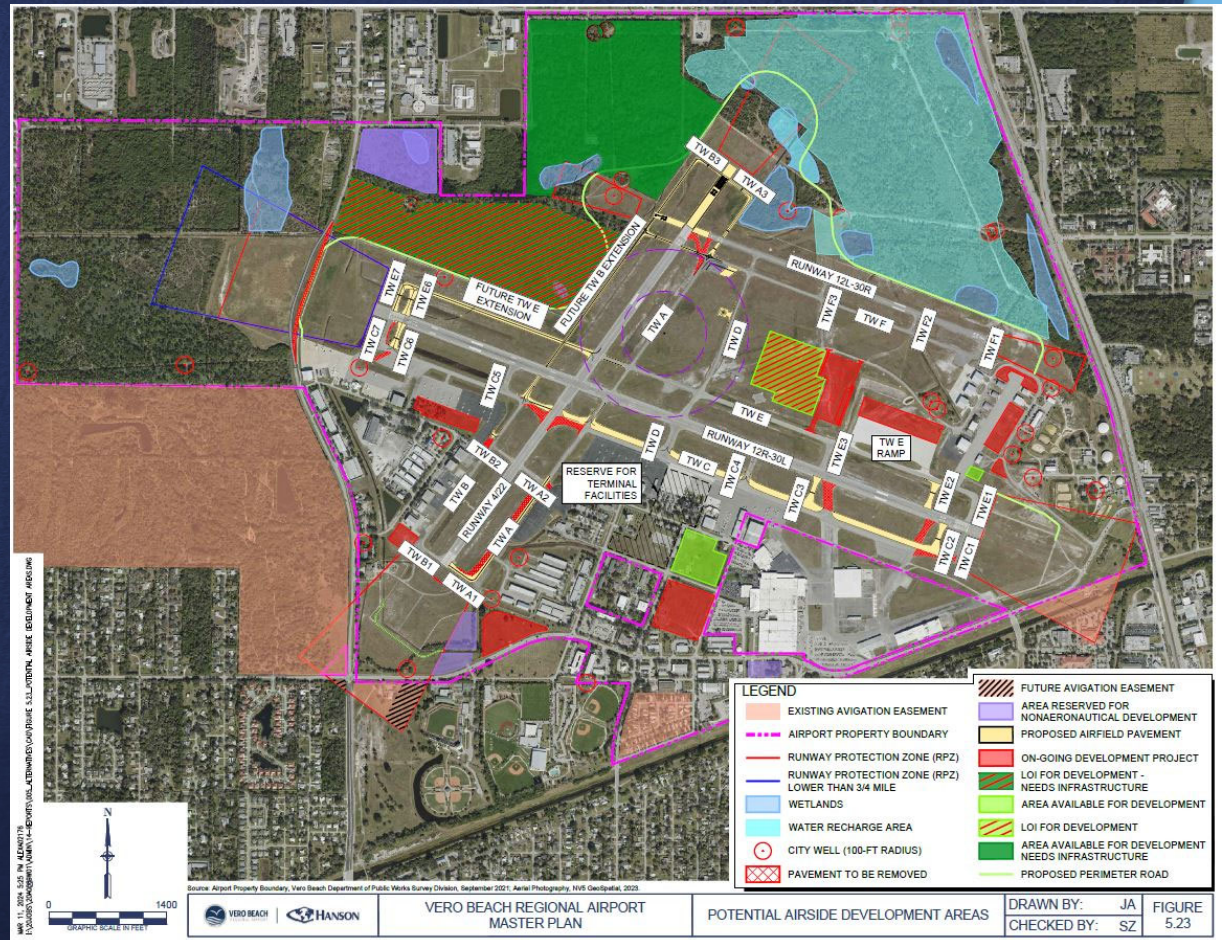 TW B3
TW A3
FUTURE TW B EXTENSION
RUNWAY 12L-30R
TW E7
TW E6
FUTURE TW E
EXTENSION
TW F3
TW F
TW F2
TW A
TW D
TW F1
TW C7
TW C6
TW C5
TW E
TW D
RUNWAY 12R-30L
TW E3
TW E
RAMP
TW B2
RESERVE FOR
TERMINAL
FACILITIES
TW C
TW C4
TW B
RUNWAY 4/22
TW A2
TW C3
TW E2
TW E1
TW A
TW B1
TW A1
TW C2
TW C1
LEGEND
EXISTING AVIGATION EASEMENT
AIRPORT PROPERTY BOUNDARY
RUNWAY PROTECTION ZONE (RPZ)
RUNWAY PROTECTION ZONE (RPZ)
LOWER THAN 3/4 MILE
WETLANDS
WATER RECHARGE AREA
CITY WELL (100-FT RADIUS)
PAVEMENT TO BE REMOVED
FUTURE AVIGATION EASEMENT
AREA RESERVED FOR
NONAERONAUTICAL DEVELOPMENT
PROPOSED AIRFIELD PAVEMENT
ON-GOING DEVELOPMENT PROJECT
LOI FOR DEVELOPMENT -
NEEDS INFRASTRUCTURE
AREA AVAILABLE FOR DEVELOPMENT
LOI FOR DEVELOPMENT
AREA AVAILABLE FOR DEVELOPMENT
NEEDS INFRASTRUCTURE
PROPOSED PERIMETER ROAD
N
0 1400
GRAPHIC SCALE IN FEET
Source: Airport Property Boundary, Vero Beach Department of Public Works Survey Division, September 2021; Aerial Photography, NV5 GeoSpatial, 2023.
VERO BEACH
HANSON
VERO BEACH REGIONAL AIRPORT
MASTER PLAN
POTENTIAL AIRSIDE DEVELOPMENT AREAS
DRAWN BY: JA
CHECKED BY: SZ
FIGURE
5.23